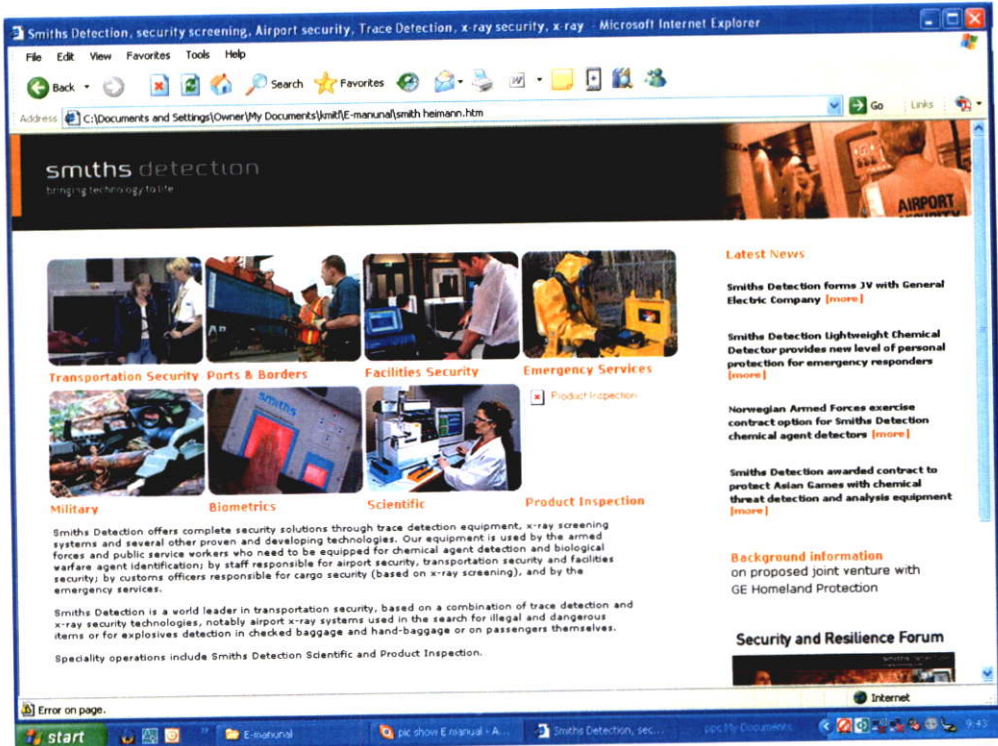 Smiths Detection, security screening, Airport security, Trace Detection, x-ray security, x-ray - Microsoft Internet Explorer
File Edit View Favorites Tools Help
Back Search Favorites
Address C:\Documents and Settings\Owner\My Documents\kmitl\E-manunal\smith heimann.htm Go Links
smiths detection
bringing technology to life
AIRPORT
SECURITY
Transportation Security Ports & Borders Facilities Security Emergency Services
smiths
Product Inspection
Military Biometrics Scientific Product Inspection
Smiths Detection offers complete security solutions through trace detection equipment, x-ray screening
systems and several other proven and developing technologies. Our equipment is used by the armed
forces and public service workers who need to be equipped for chemical agent detection and biological
warfare agent identification; by staff responsible for airport security, transportation security and facilities
security; by customs officers responsible for cargo security (based on x-ray screening), and by the
emergency services.
Smiths Detection is a world leader in transportation security, based on a combination of trace detection and
x-ray security technologies, notably airport x-ray systems used in the search for illegal and dangerous
items or for explosives detection in checked baggage and hand-baggage or on passengers themselves.
Speciality operations include Smiths Detection Scientific and Product Inspection.
Latest News
Smiths Detection forms JV with General
Electric Company [more]
Smiths Detection Lightweight Chemical
Detector provides new level of personal
protection for emergency responders
[more]
Norwegian Armed Forces exercise
contract option for Smiths Detection
chemical agent detectors [more]
Smiths Detection awarded contract to
protect Asian Games with chemical
threat detection and analysis equipment
[more]
Background information
on proposed joint venture with
GE Homeland Protection
Security and Resilience Forum
Error on page. Internet
start E-manunal pic show E manual - A... Smiths Detection, sec... ppc My Documents 9:43